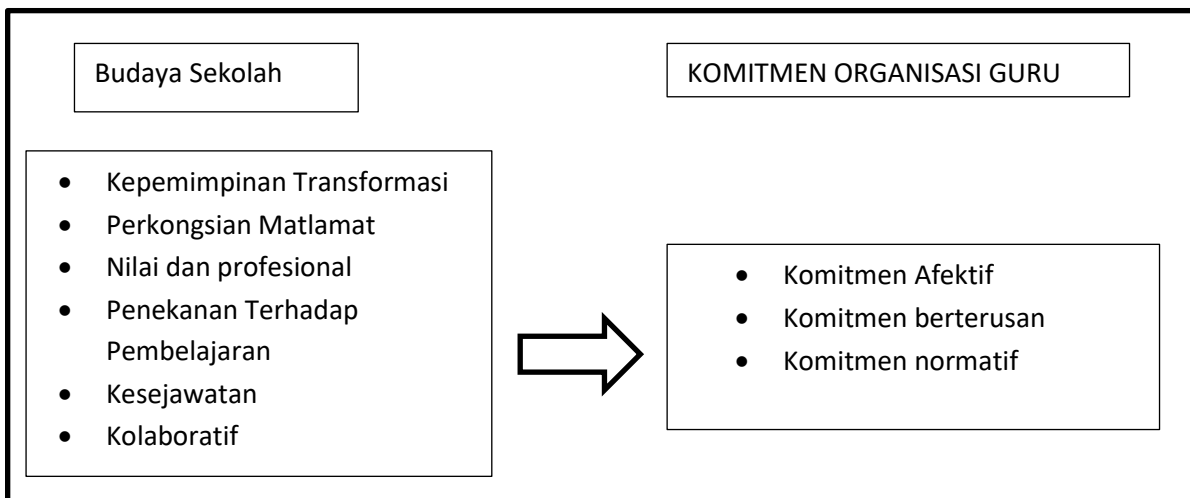 Budaya Sekolah
KOMITMEN ORGANISASI GURU
• Kepemimpinan Transformasi
• Perkongsian Matlamat
• Nilai dan profesional
• Penekanan Terhadap
Pembelajaran
• Kesejawatan
• Kolaboratif
• Komitmen Afektif
• Komitmen berterusan
• Komitmen normatif